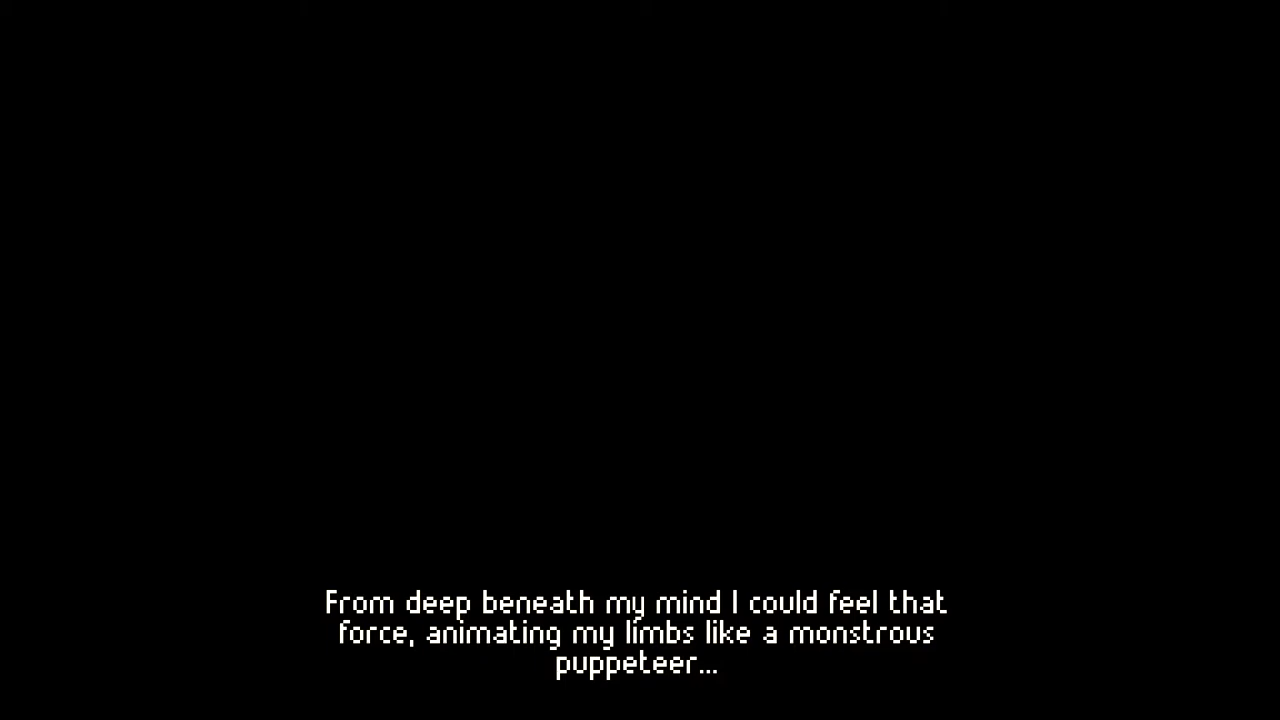 From deep beneath my mind I could feel that
force, animating my limbs like a monstrous
puppeteer...